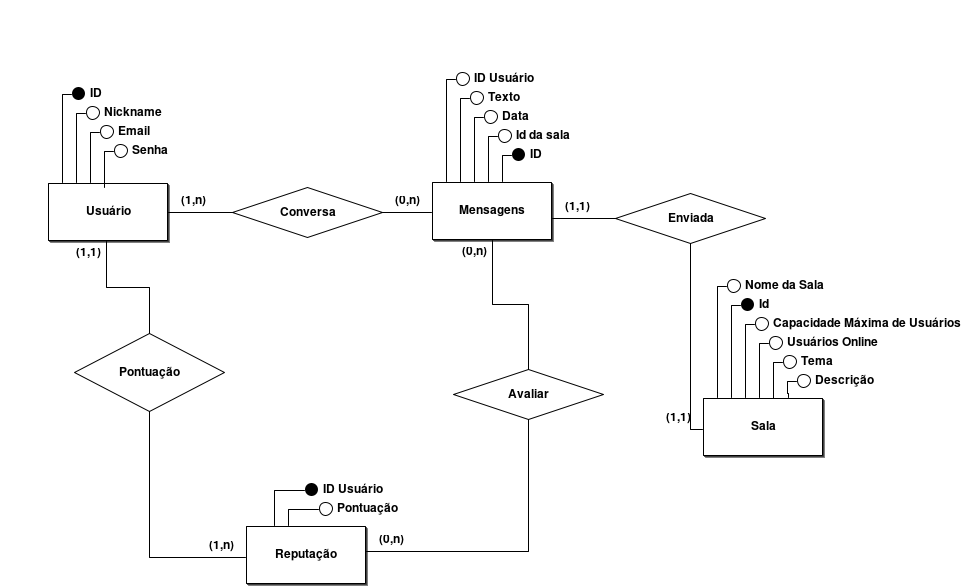 ID
Nickname
Email
Senha
Usuário
(1,n)
Conversa
(0,n)
ID Usuário
Texto
Data
Id da sala
ID
Mensagens
(1,1)
Enviada
(1,1)
(0,n)
Nome da Sala
Id
Capacidade Máxima de Usuários
Usuários Online
Tema
Descrição
(1,1)
Sala
Pontuação
Avaliar
ID Usuário
Pontuação
(1,n)
Reputação
(0,n)